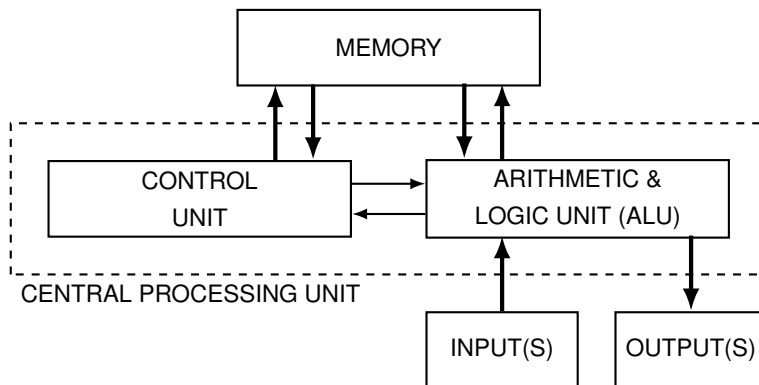 MEMORY
CONTROL
UNIT
ARITHMETIC &
LOGIC UNIT (ALU)
CENTRAL PROCESSING UNIT
INPUT(S)
OUTPUT(S)